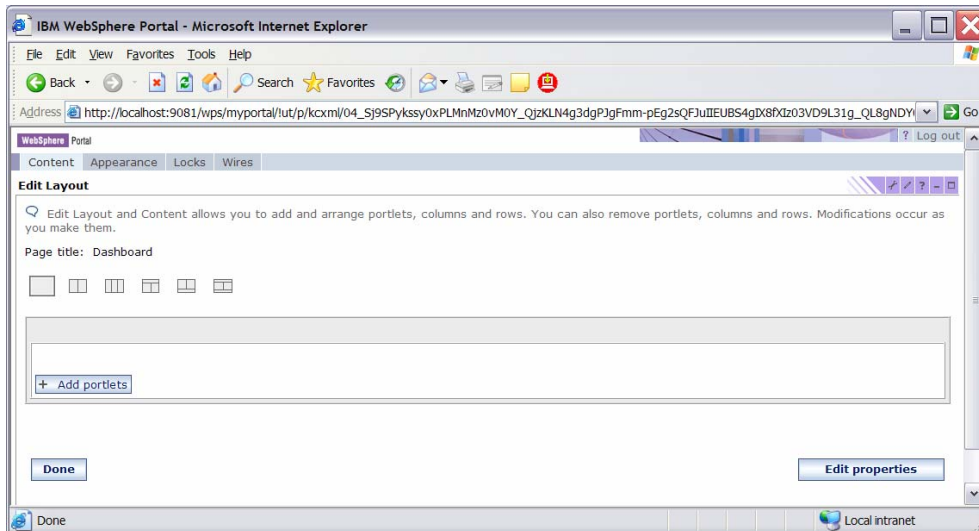 IBM WebSphere Portal - Microsoft Internet Explorer
File Edit View Favorites Tools Help
Back Search Favorites
Address http://localhost:9081/wps/myportal/!ut/p/kcxml/ Go
WebSphere Portal ? Log out
Content Appearance Locks Wires
Edit Layout ?
Edit Layout and Content allows you to add and arrange portlets, columns and rows. You can also remove portlets, columns and rows. Modifications occur as
you make them.
Page title: Dashboard
+ Add portlets
Done Edit properties
Done Local intranet